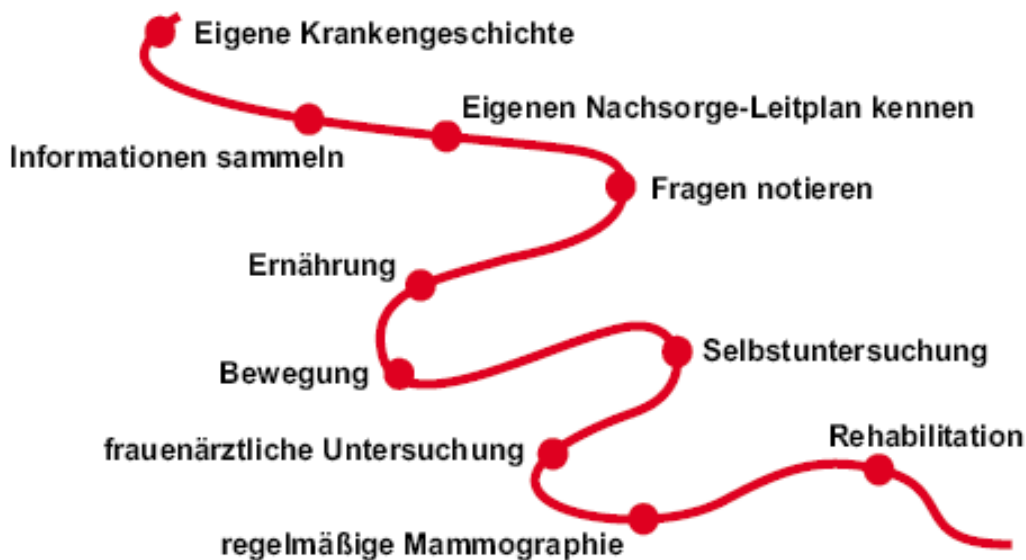 Eigene Krankengeschichte
Eigenen Nachsorge-Leitplan kennen
Informationen sammeln
Fragen notieren
Ernährung
Bewegung
Selbstuntersuchung
frauenärztliche Untersuchung
Rehabilitation
regelmäßige Mammographie